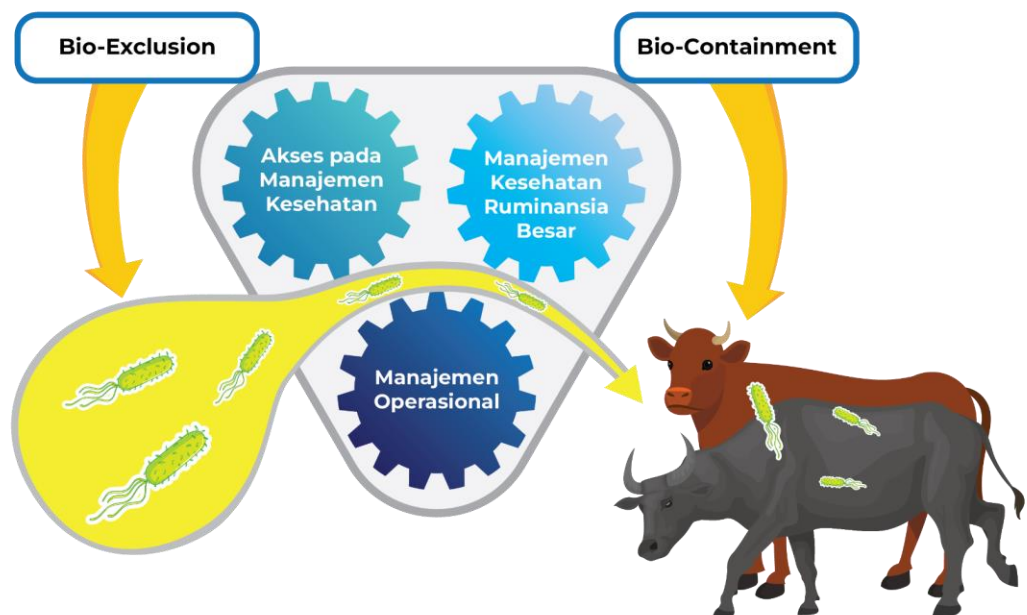 Bio-Exclusion
Bio-Containment
Akses pada
Manajemen
Kesehatan
Manajemen
Kesehatan
Ruminansia
Besar
Manajemen
Operasional